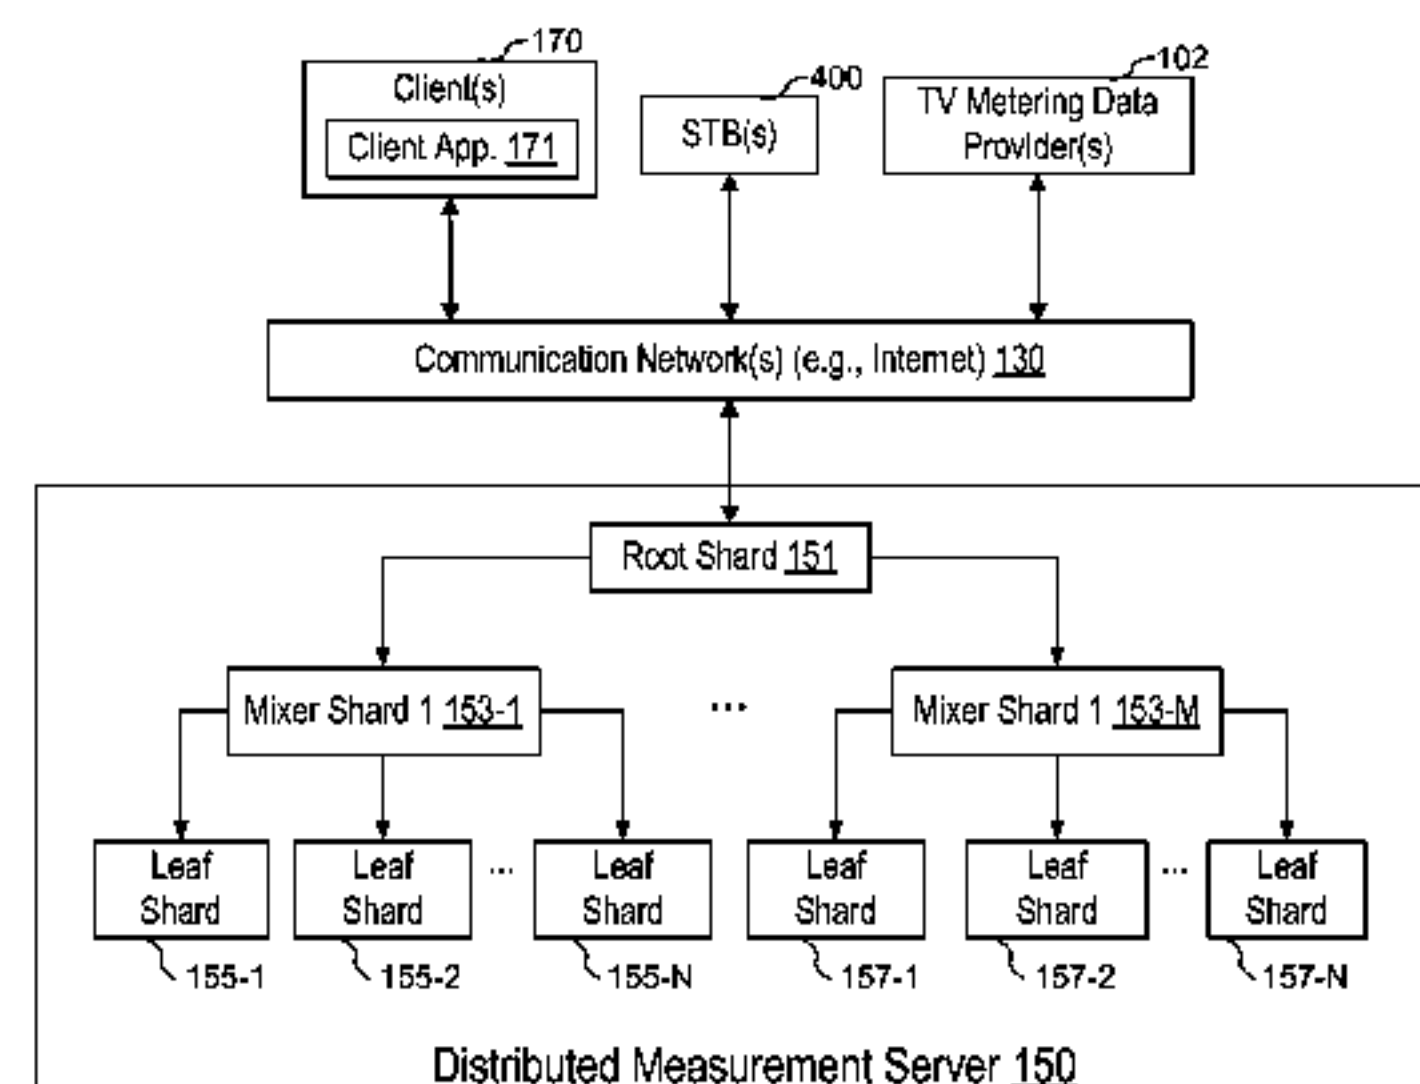 170
Client(s)
Client App. 171
400
STB(s)
102
TV Metering Data
Provider(s)
Communication Network(s) (e.g., Internet) 130
Root Shard 151
Mixer Shard 1 153-1
...
Mixer Shard 1 153-M
Leaf
Shard
155-1
Leaf
Shard
155-2
...
Leaf
Shard
155-N
Leaf
Shard
157-1
Leaf
Shard
157-2
...
Leaf
Shard
157-N
Distributed Measurement Server 150